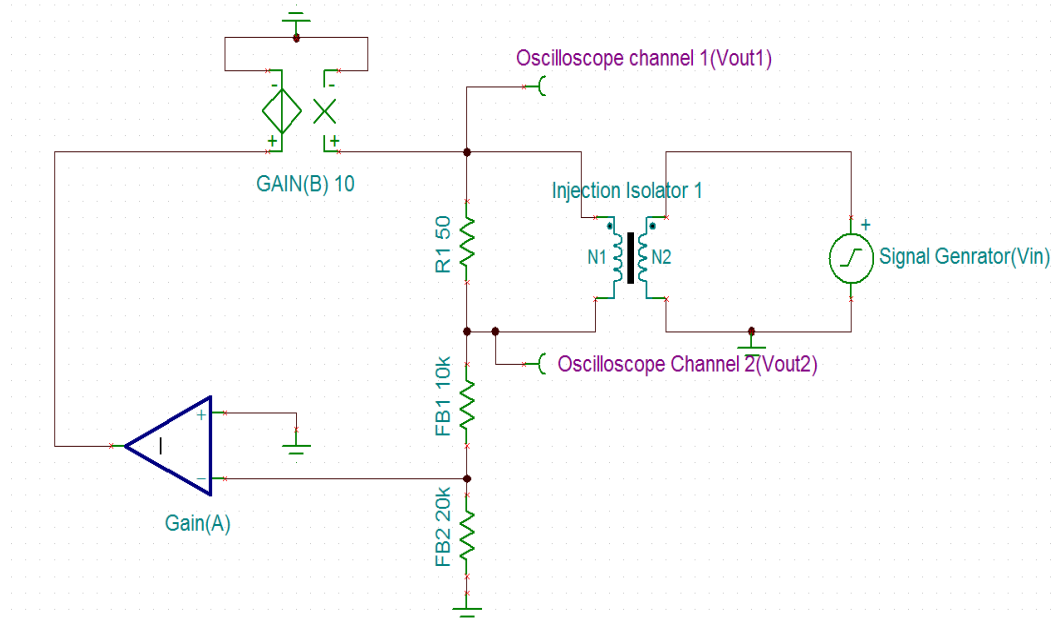 Oscilloscope channel 1(Vout1)
-
-
+
+
GAIN(B) 10
Injection Isolator 1
R1 50
N1
N2
+
Signal Genrator(Vin)
Oscilloscope Channel 2(Vout2)
FB1 10k
+
I
-
Gain(A)
FB2 20k